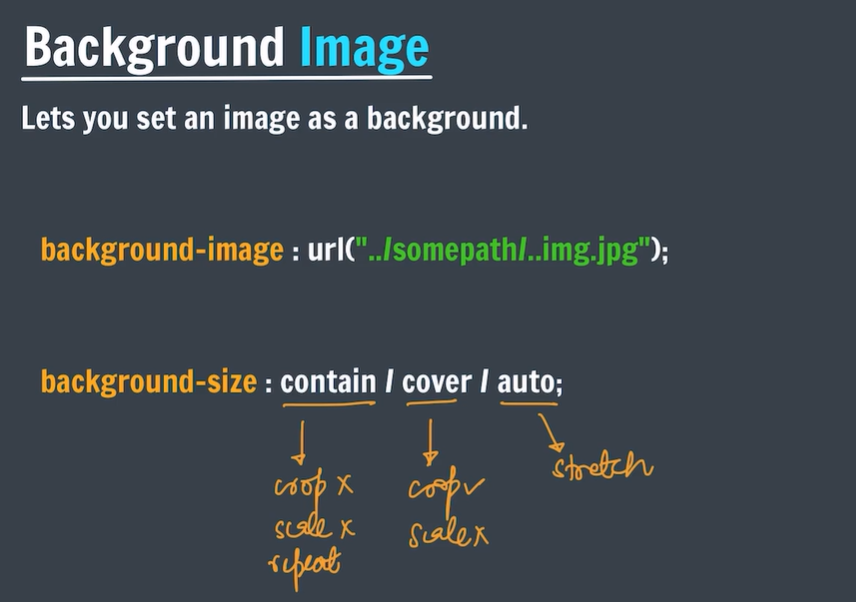 Background Image
Lets you set an image as a background.
background-image : url("../somepath/..img.jpg");
background-size : contain / cover / auto;
crop x
scale x
repeat
crop ✓
scale x
stretch